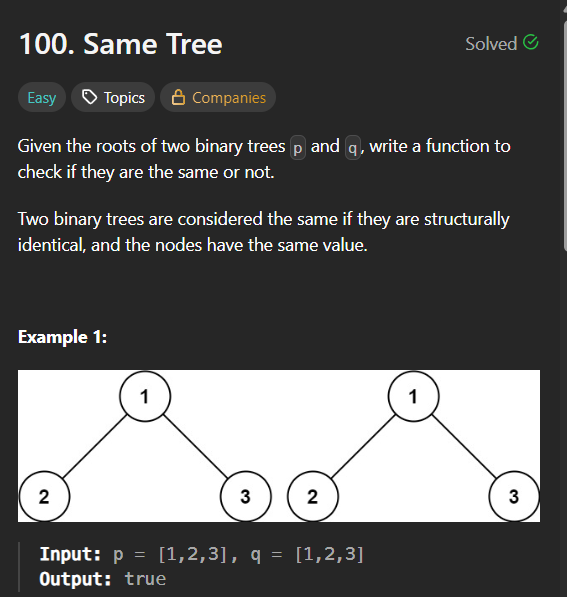 100. Same Tree
Solved
Easy Topics Companies
Given the roots of two binary trees p and q, write a function to
check if they are the same or not.
Two binary trees are considered the same if they are structurally
identical, and the nodes have the same value.
Example 1:
1 1
2 3 2 3
Input: p = [1,2,3], q = [1,2,3]
Output: true